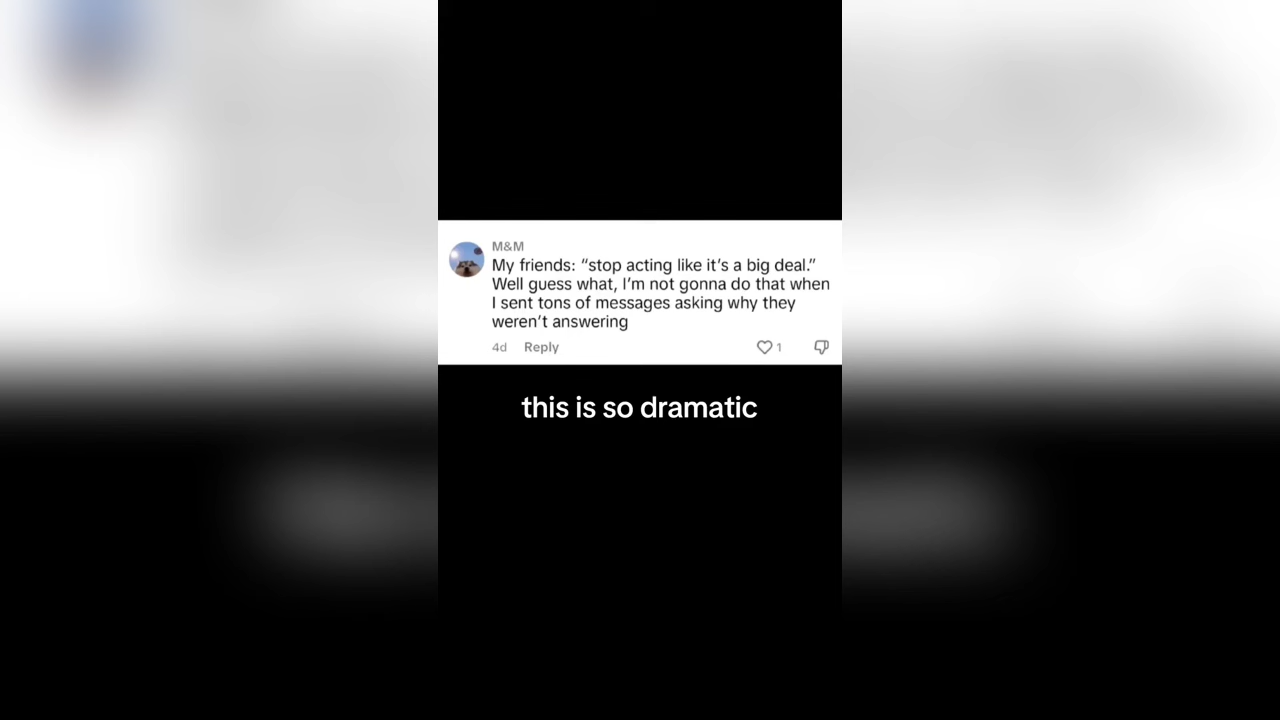 M&M
My friends: “stop acting like it’s a big deal.”
Well guess what, I’m not gonna do that when
I sent tons of messages asking why they
weren’t answering
4d Reply 1
this is so dramatic